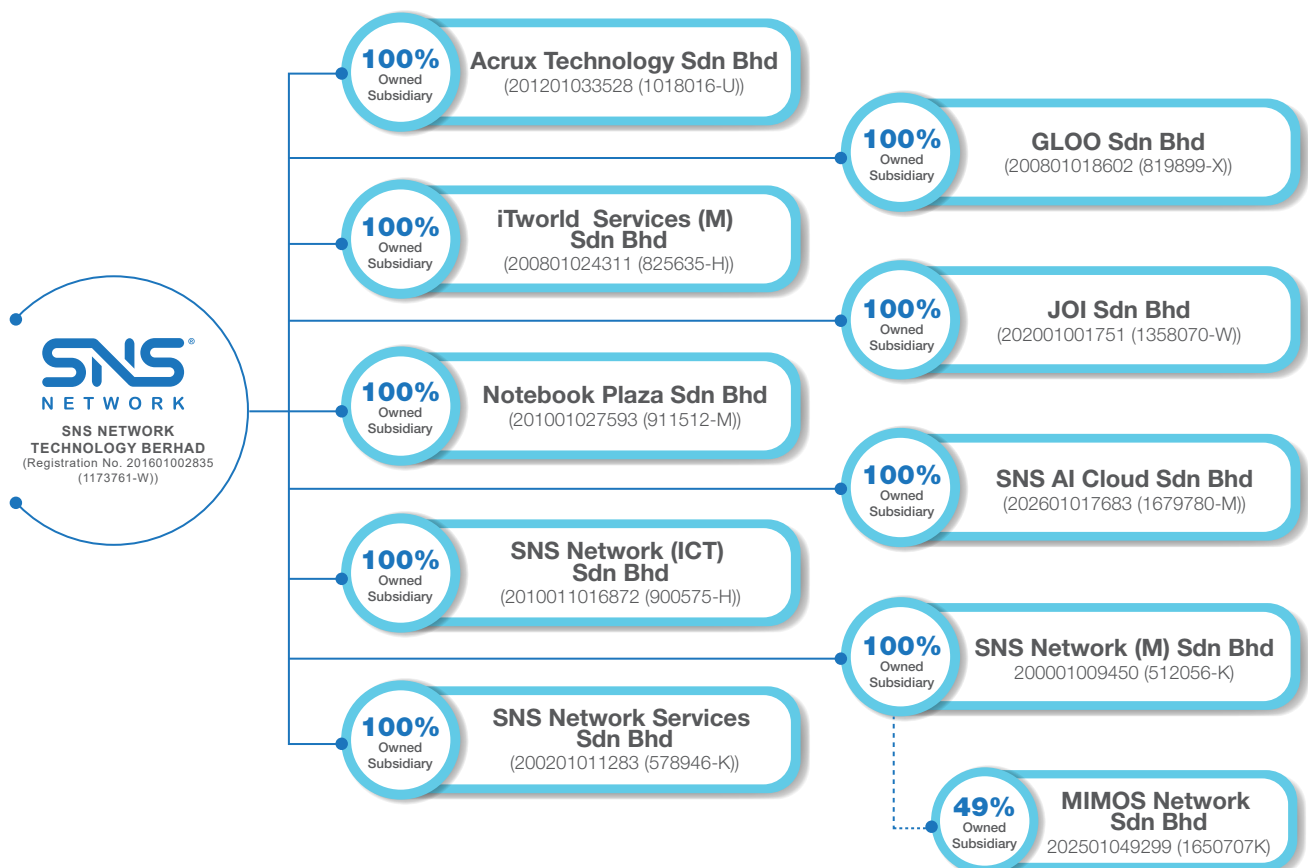 SNS®
NETWORK
SNS NETWORK
TECHNOLOGY BERHAD
(Registration No. 201601002835
(1173761-W))
100%
Owned
Subsidiary
Acrux Technology Sdn Bhd
(201201033528 (1018016-U))
100%
Owned
Subsidiary
GLOO Sdn Bhd
(200801018602 (819899-X))
100%
Owned
Subsidiary
iTworld Services (M)
Sdn Bhd
(200801024311 (825635-H))
100%
Owned
Subsidiary
JOI Sdn Bhd
(202001001751 (1358070-W))
100%
Owned
Subsidiary
Notebook Plaza Sdn Bhd
(201001027593 (911512-M))
100%
Owned
Subsidiary
SNS AI Cloud Sdn Bhd
(202601017683 (1679780-M))
100%
Owned
Subsidiary
SNS Network (ICT)
Sdn Bhd
(2010011016872 (900575-H))
100%
Owned
Subsidiary
SNS Network (M) Sdn Bhd
200001009450 (512056-K)
100%
Owned
Subsidiary
SNS Network Services
Sdn Bhd
(200201011283 (578946-K))
49%
Owned
Subsidiary
MIMOS Network
Sdn Bhd
202501049299 (1650707K)